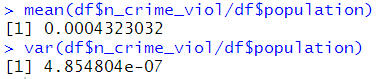 > mean(df$n_crime_viol/df$population)
[1] 0.0004323032
> var(df$n_crime_viol/df$population)
[1] 4.854804e-07